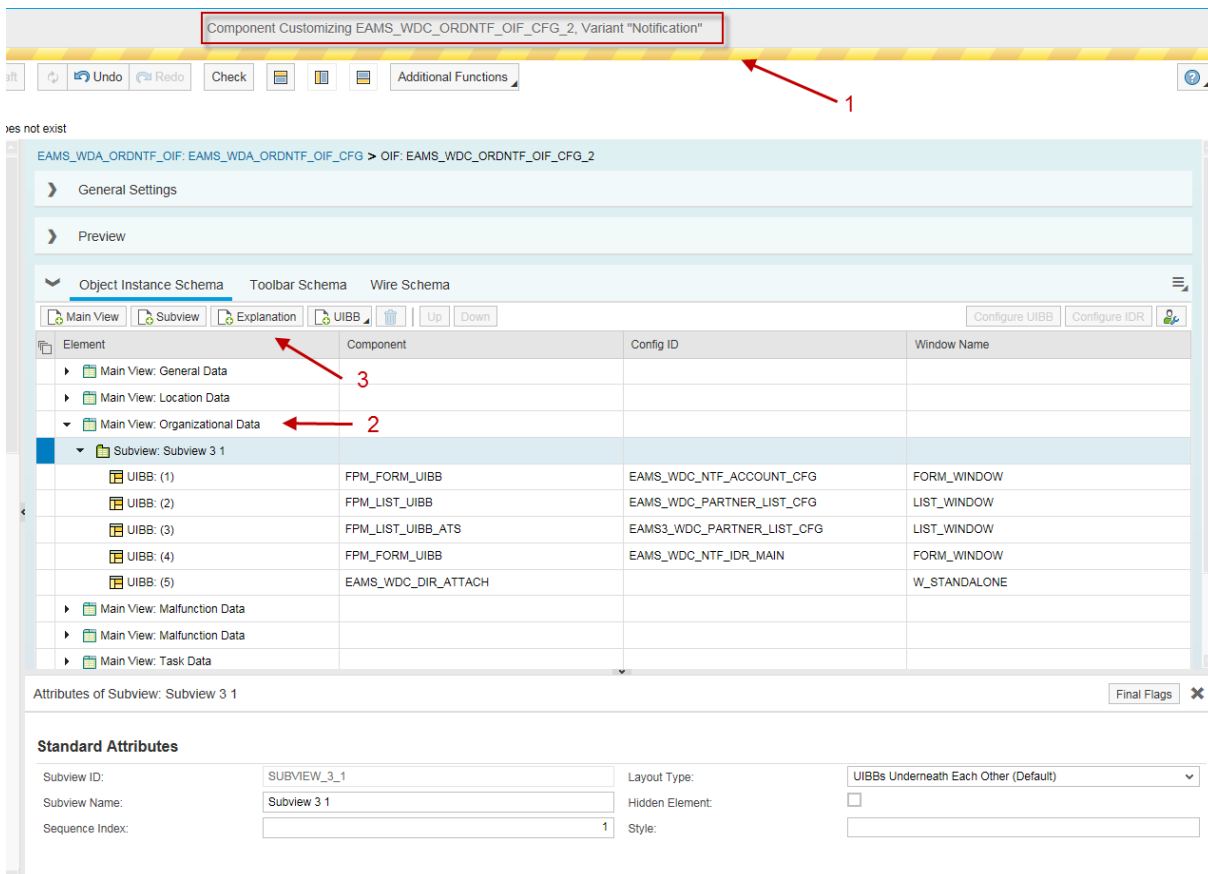 Component Customizing EAMS_WDC_ORDNTF_OIF_CFG_2, Variant "Notification"
aft Undo Redo Check Additional Functions
1
oes not exist
EAMS_WDA_ORDNTF_OIF: EAMS_WDA_ORDNTF_OIF_CFG > OIF: EAMS_WDC_ORDNTF_OIF_CFG_2
General Settings
Preview
Object Instance Schema Toolbar Schema Wire Schema
Main View Subview Explanation UIBB Up Down Configure UIBB Configure IDR
Element Component Config ID Window Name
Main View: General Data
3
Main View: Location Data
Main View: Organizational Data 2
Subview: Subview 3 1
UIBB: (1) FPM_FORM_UIBB EAMS_WDC_NTF_ACCOUNT_CFG FORM_WINDOW
UIBB: (2) FPM_LIST_UIBB EAMS_WDC_PARTNER_LIST_CFG LIST_WINDOW
UIBB: (3) FPM_LIST_UIBB_ATS EAMS3_WDC_PARTNER_LIST_CFG LIST_WINDOW
UIBB: (4) FPM_FORM_UIBB EAMS_WDC_NTF_IDR_MAIN FORM_WINDOW
UIBB: (5) EAMS_WDC_DIR_ATTACH W_STANDALONE
Main View: Malfunction Data
Main View: Malfunction Data
Main View: Task Data
Attributes of Subview: Subview 3 1 Final Flags
Standard Attributes
Subview ID: SUBVIEW_3_1 Layout Type: UIBBs Underneath Each Other (Default)
Subview Name: Subview 3 1 Hidden Element:
Sequence Index: 1 Style: